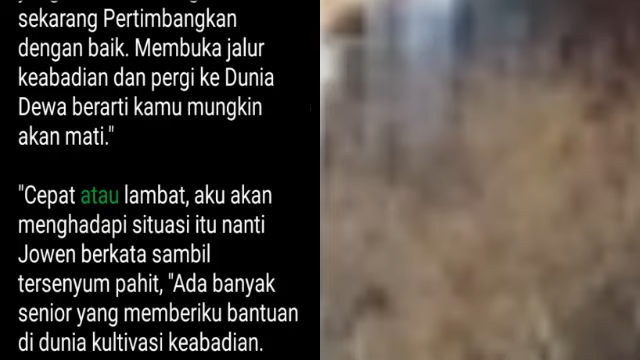 sekarang Pertimbangkan
dengan baik. Membuka jalur
keabadian dan pergi ke Dunia
Dewa berarti kamu mungkin
akan mati."
"Cepat atau lambat, aku akan
menghadapi situasi itu nanti
Jowen berkata sambil
tersenyum pahit, "Ada banyak
senior yang memberiku bantuan
di dunia kultivasi keabadian.